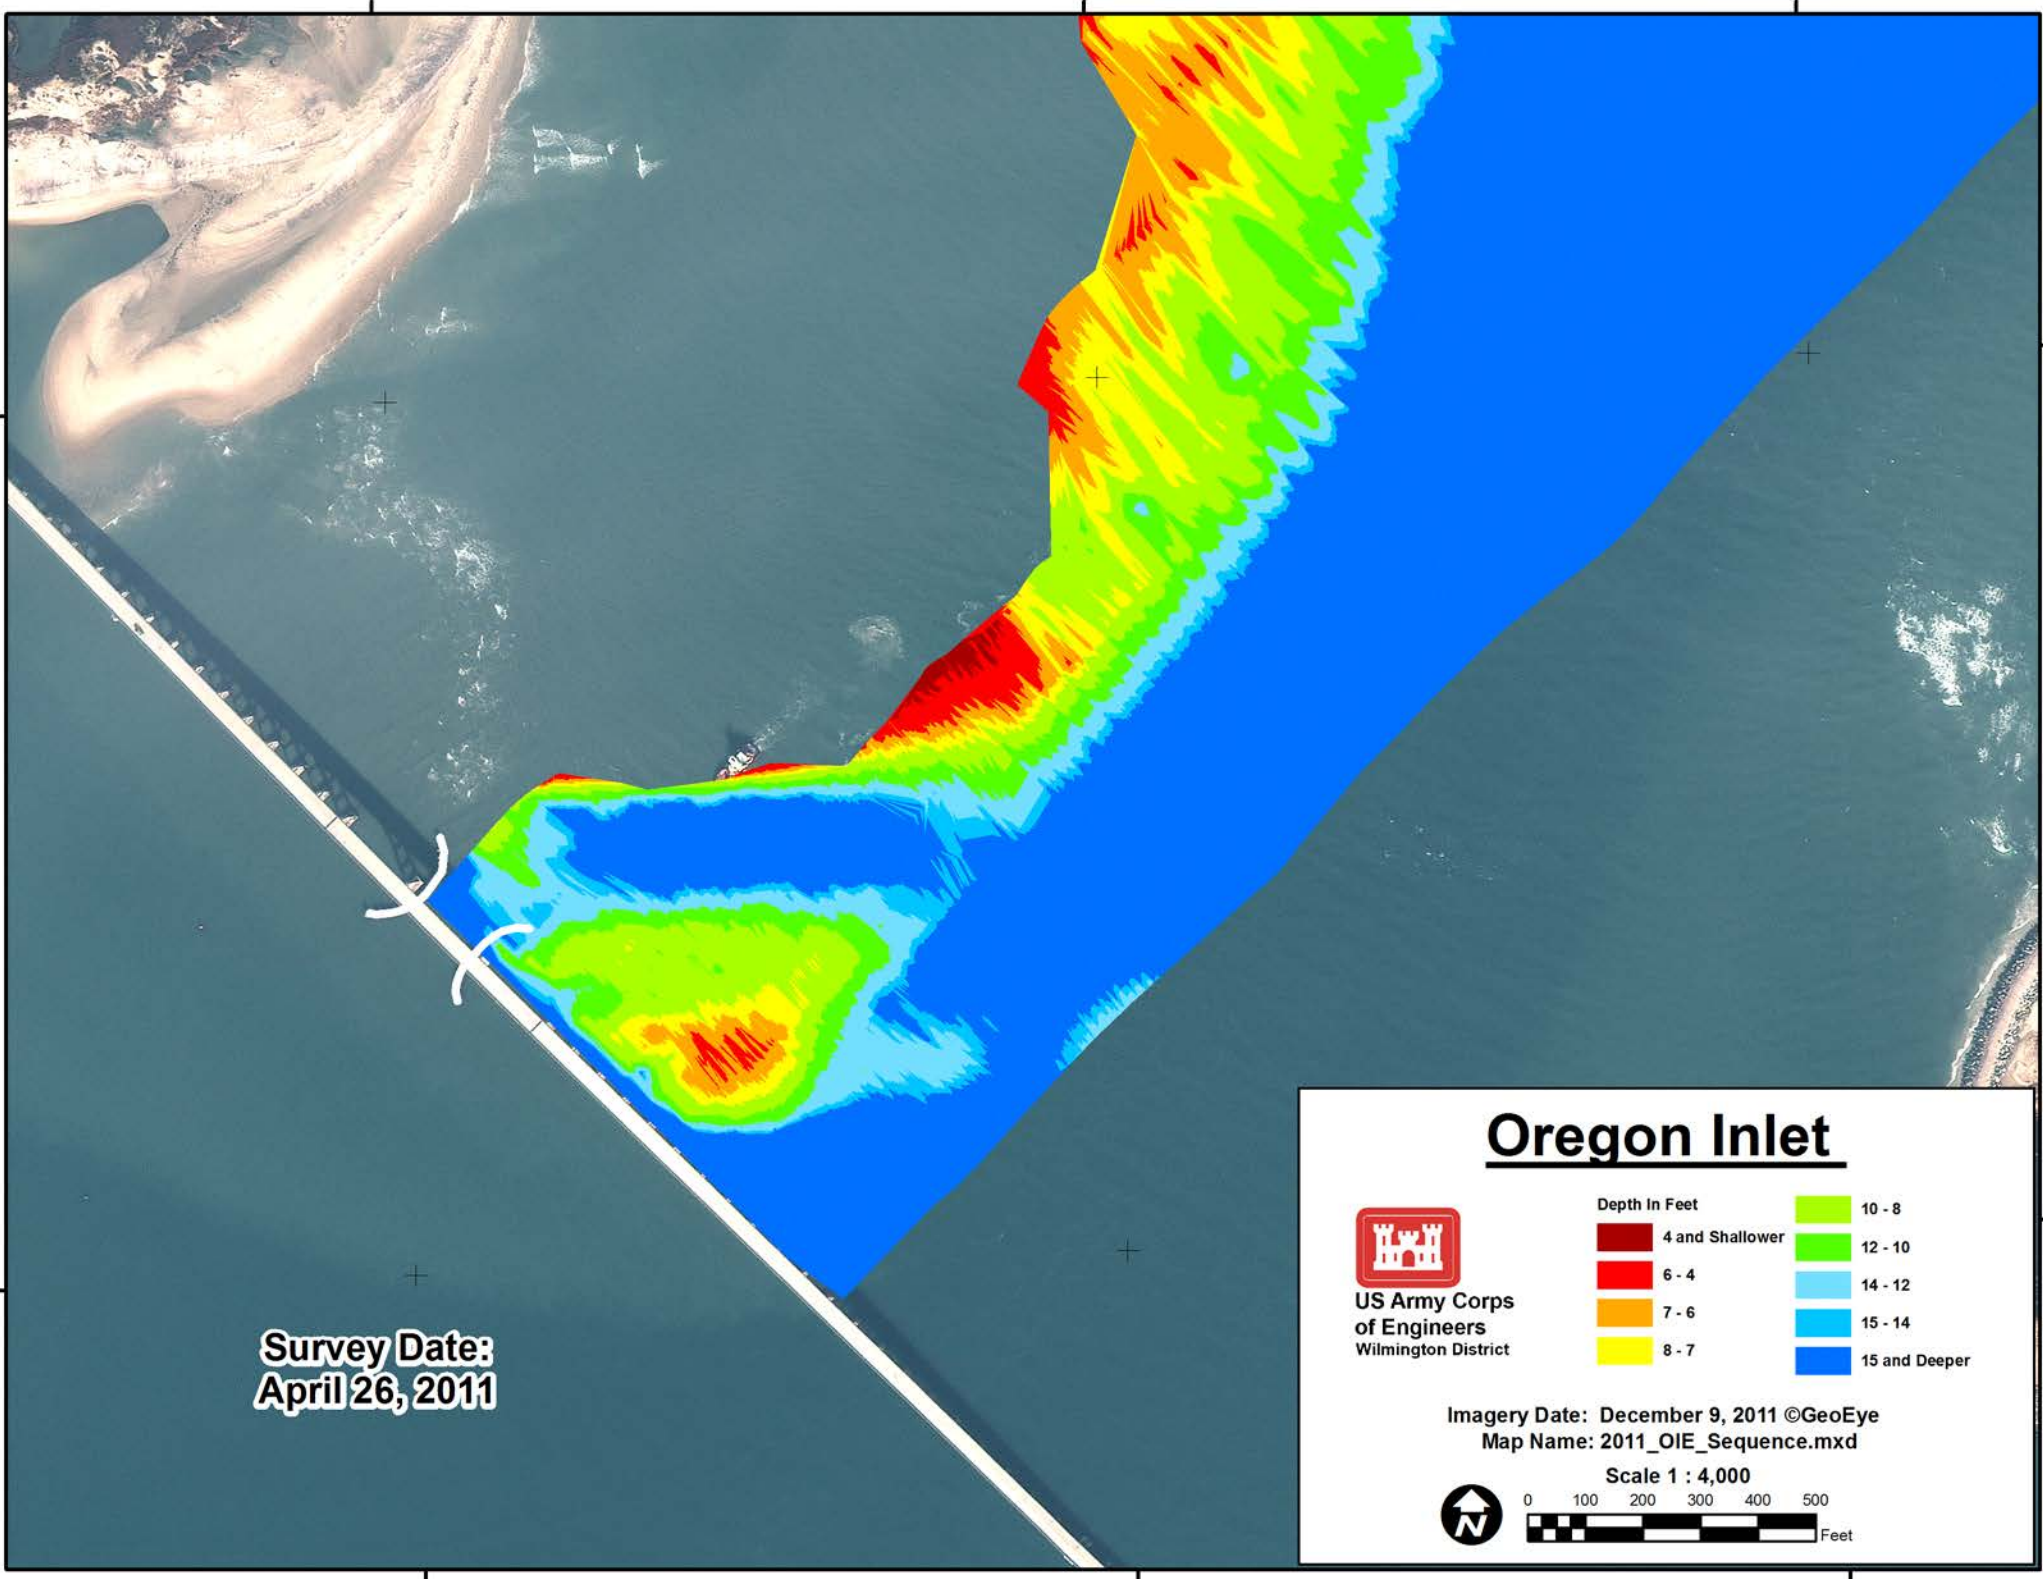 Survey Date:
April 26, 2011
Oregon Inlet
US Army Corps
of Engineers
Wilmington District
Depth In Feet
4 and Shallower
6 - 4
7 - 6
8 - 7
10 - 8
12 - 10
14 - 12
15 - 14
15 and Deeper
Imagery Date: December 9, 2011 ©GeoEye
Map Name: 2011_OIE_Sequence.mxd
Scale 1 : 4,000
N
0 100 200 300 400 500
Feet